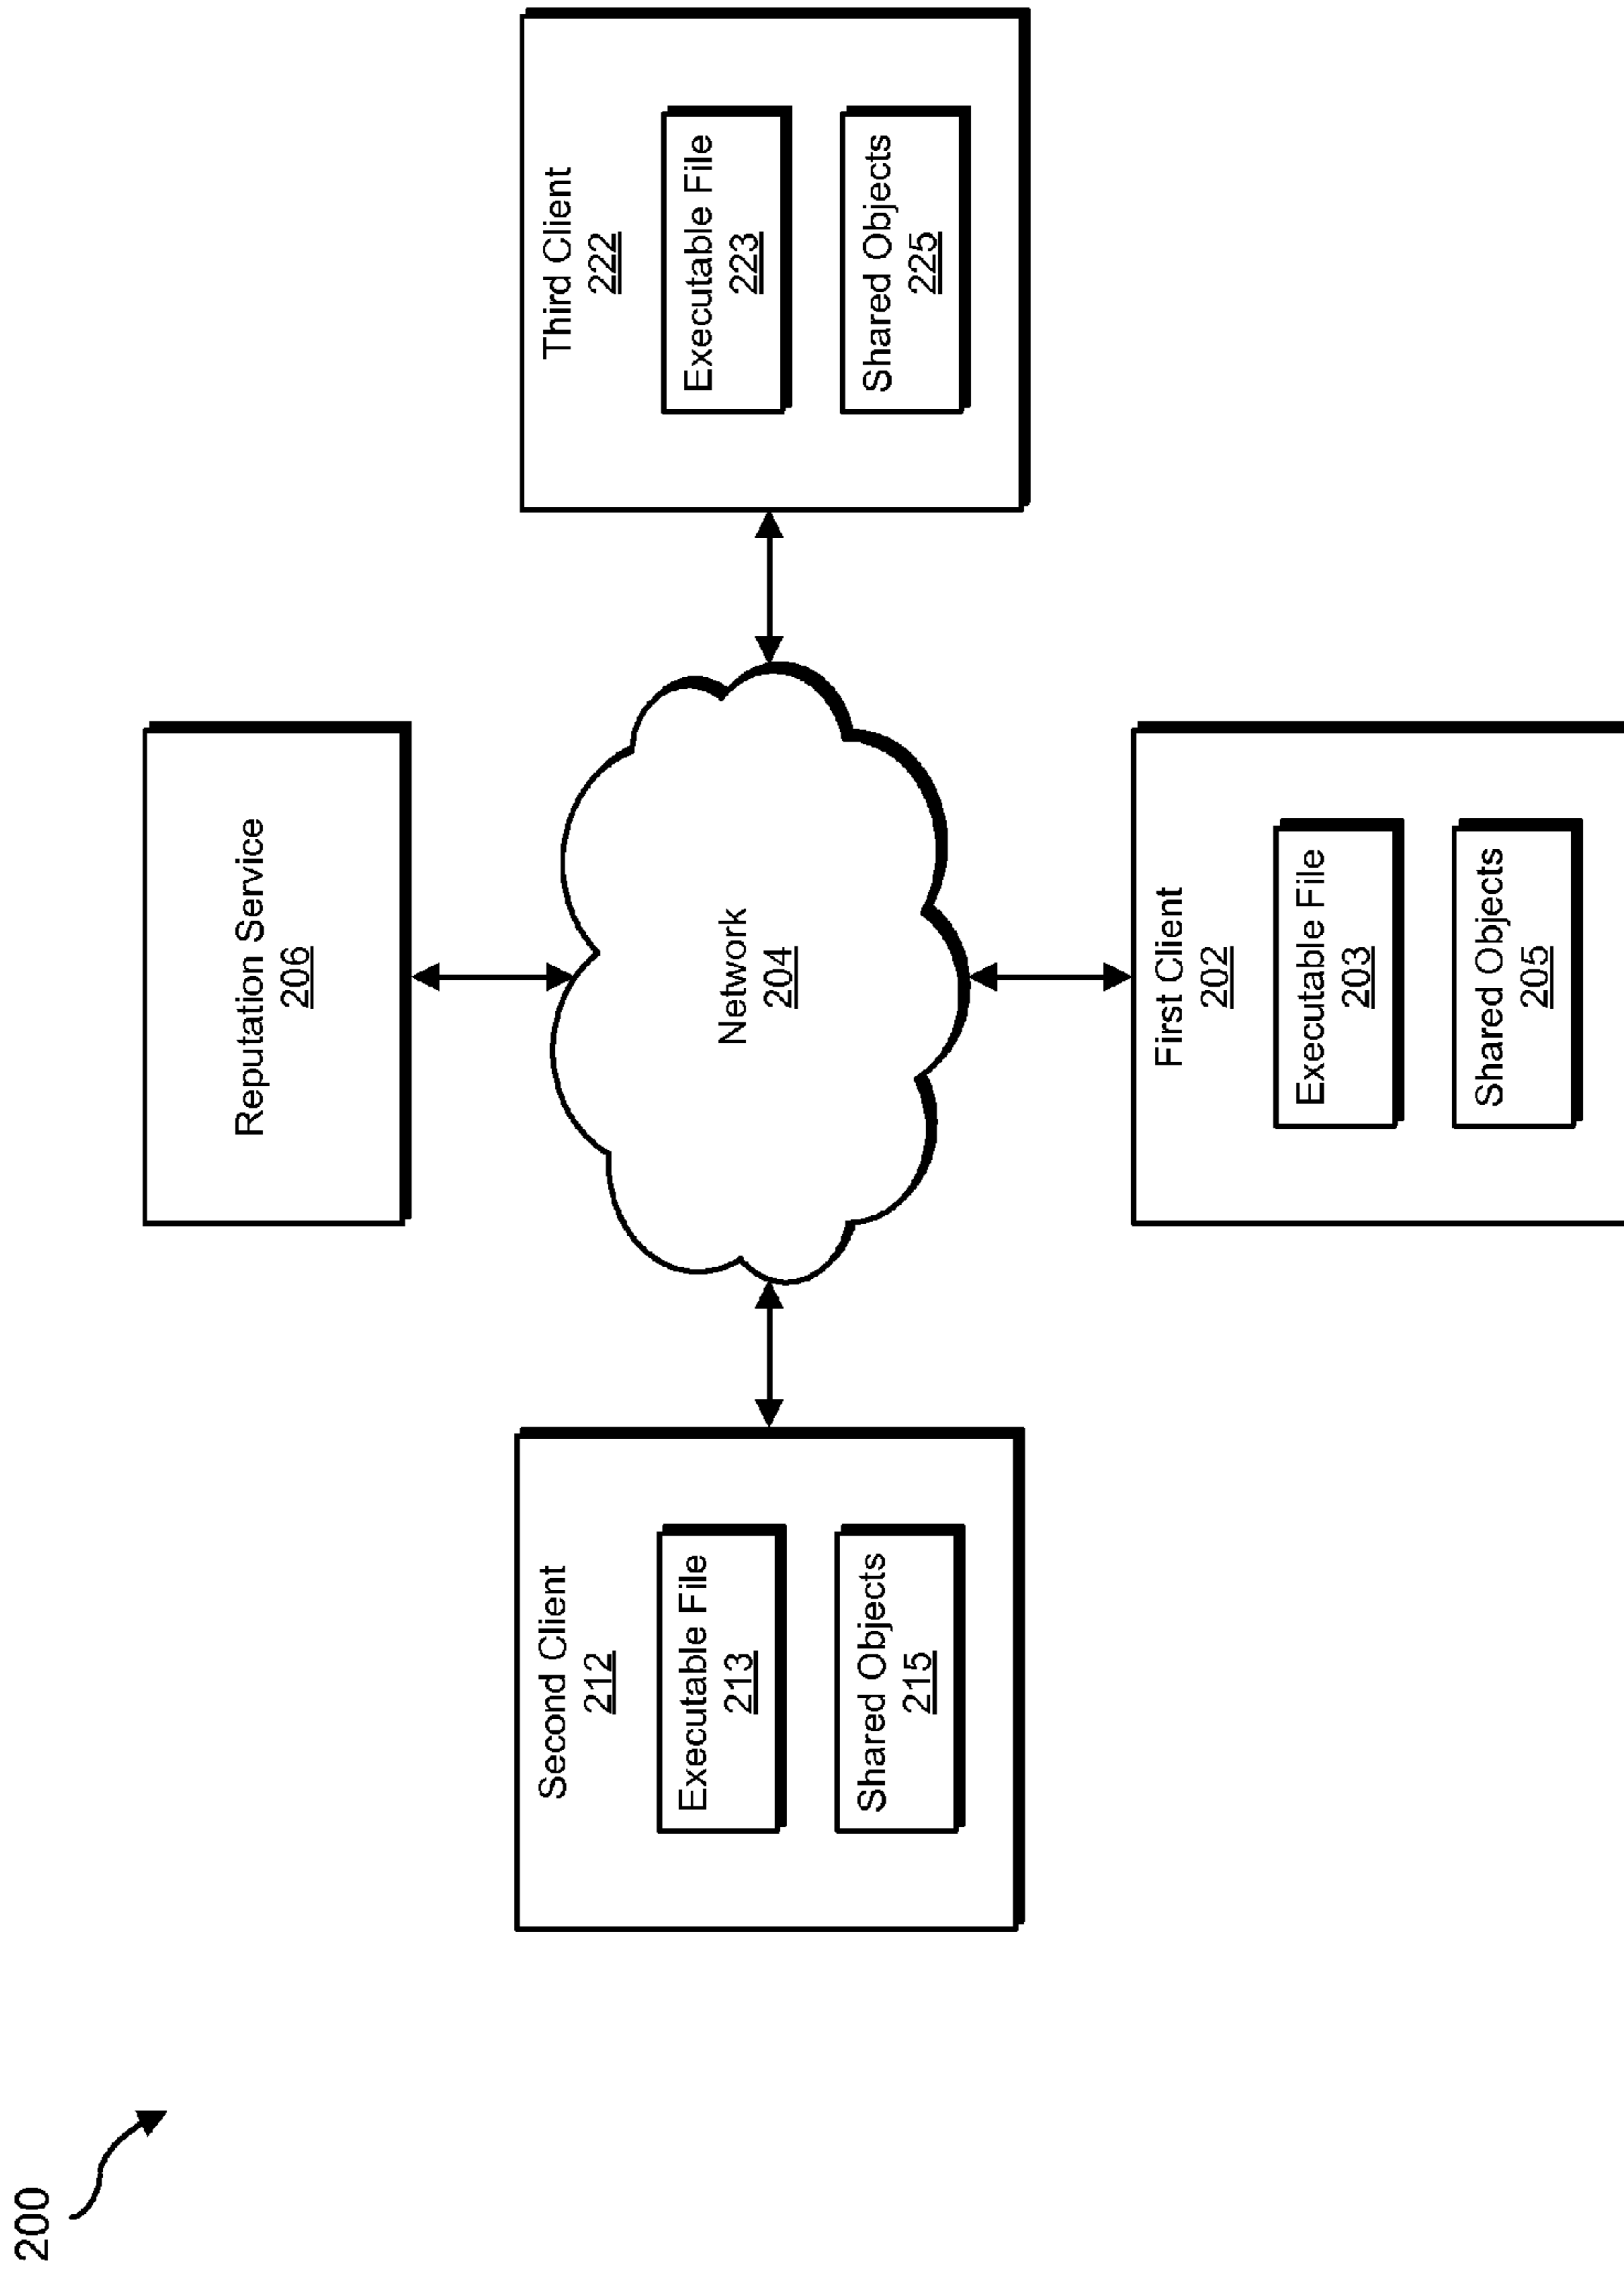 200
Reputation Service
206
Second Client
212
Executable File
213
Shared Objects
215
Network
204
Third Client
222
Executable File
223
Shared Objects
225
First Client
202
Executable File
203
Shared Objects
205